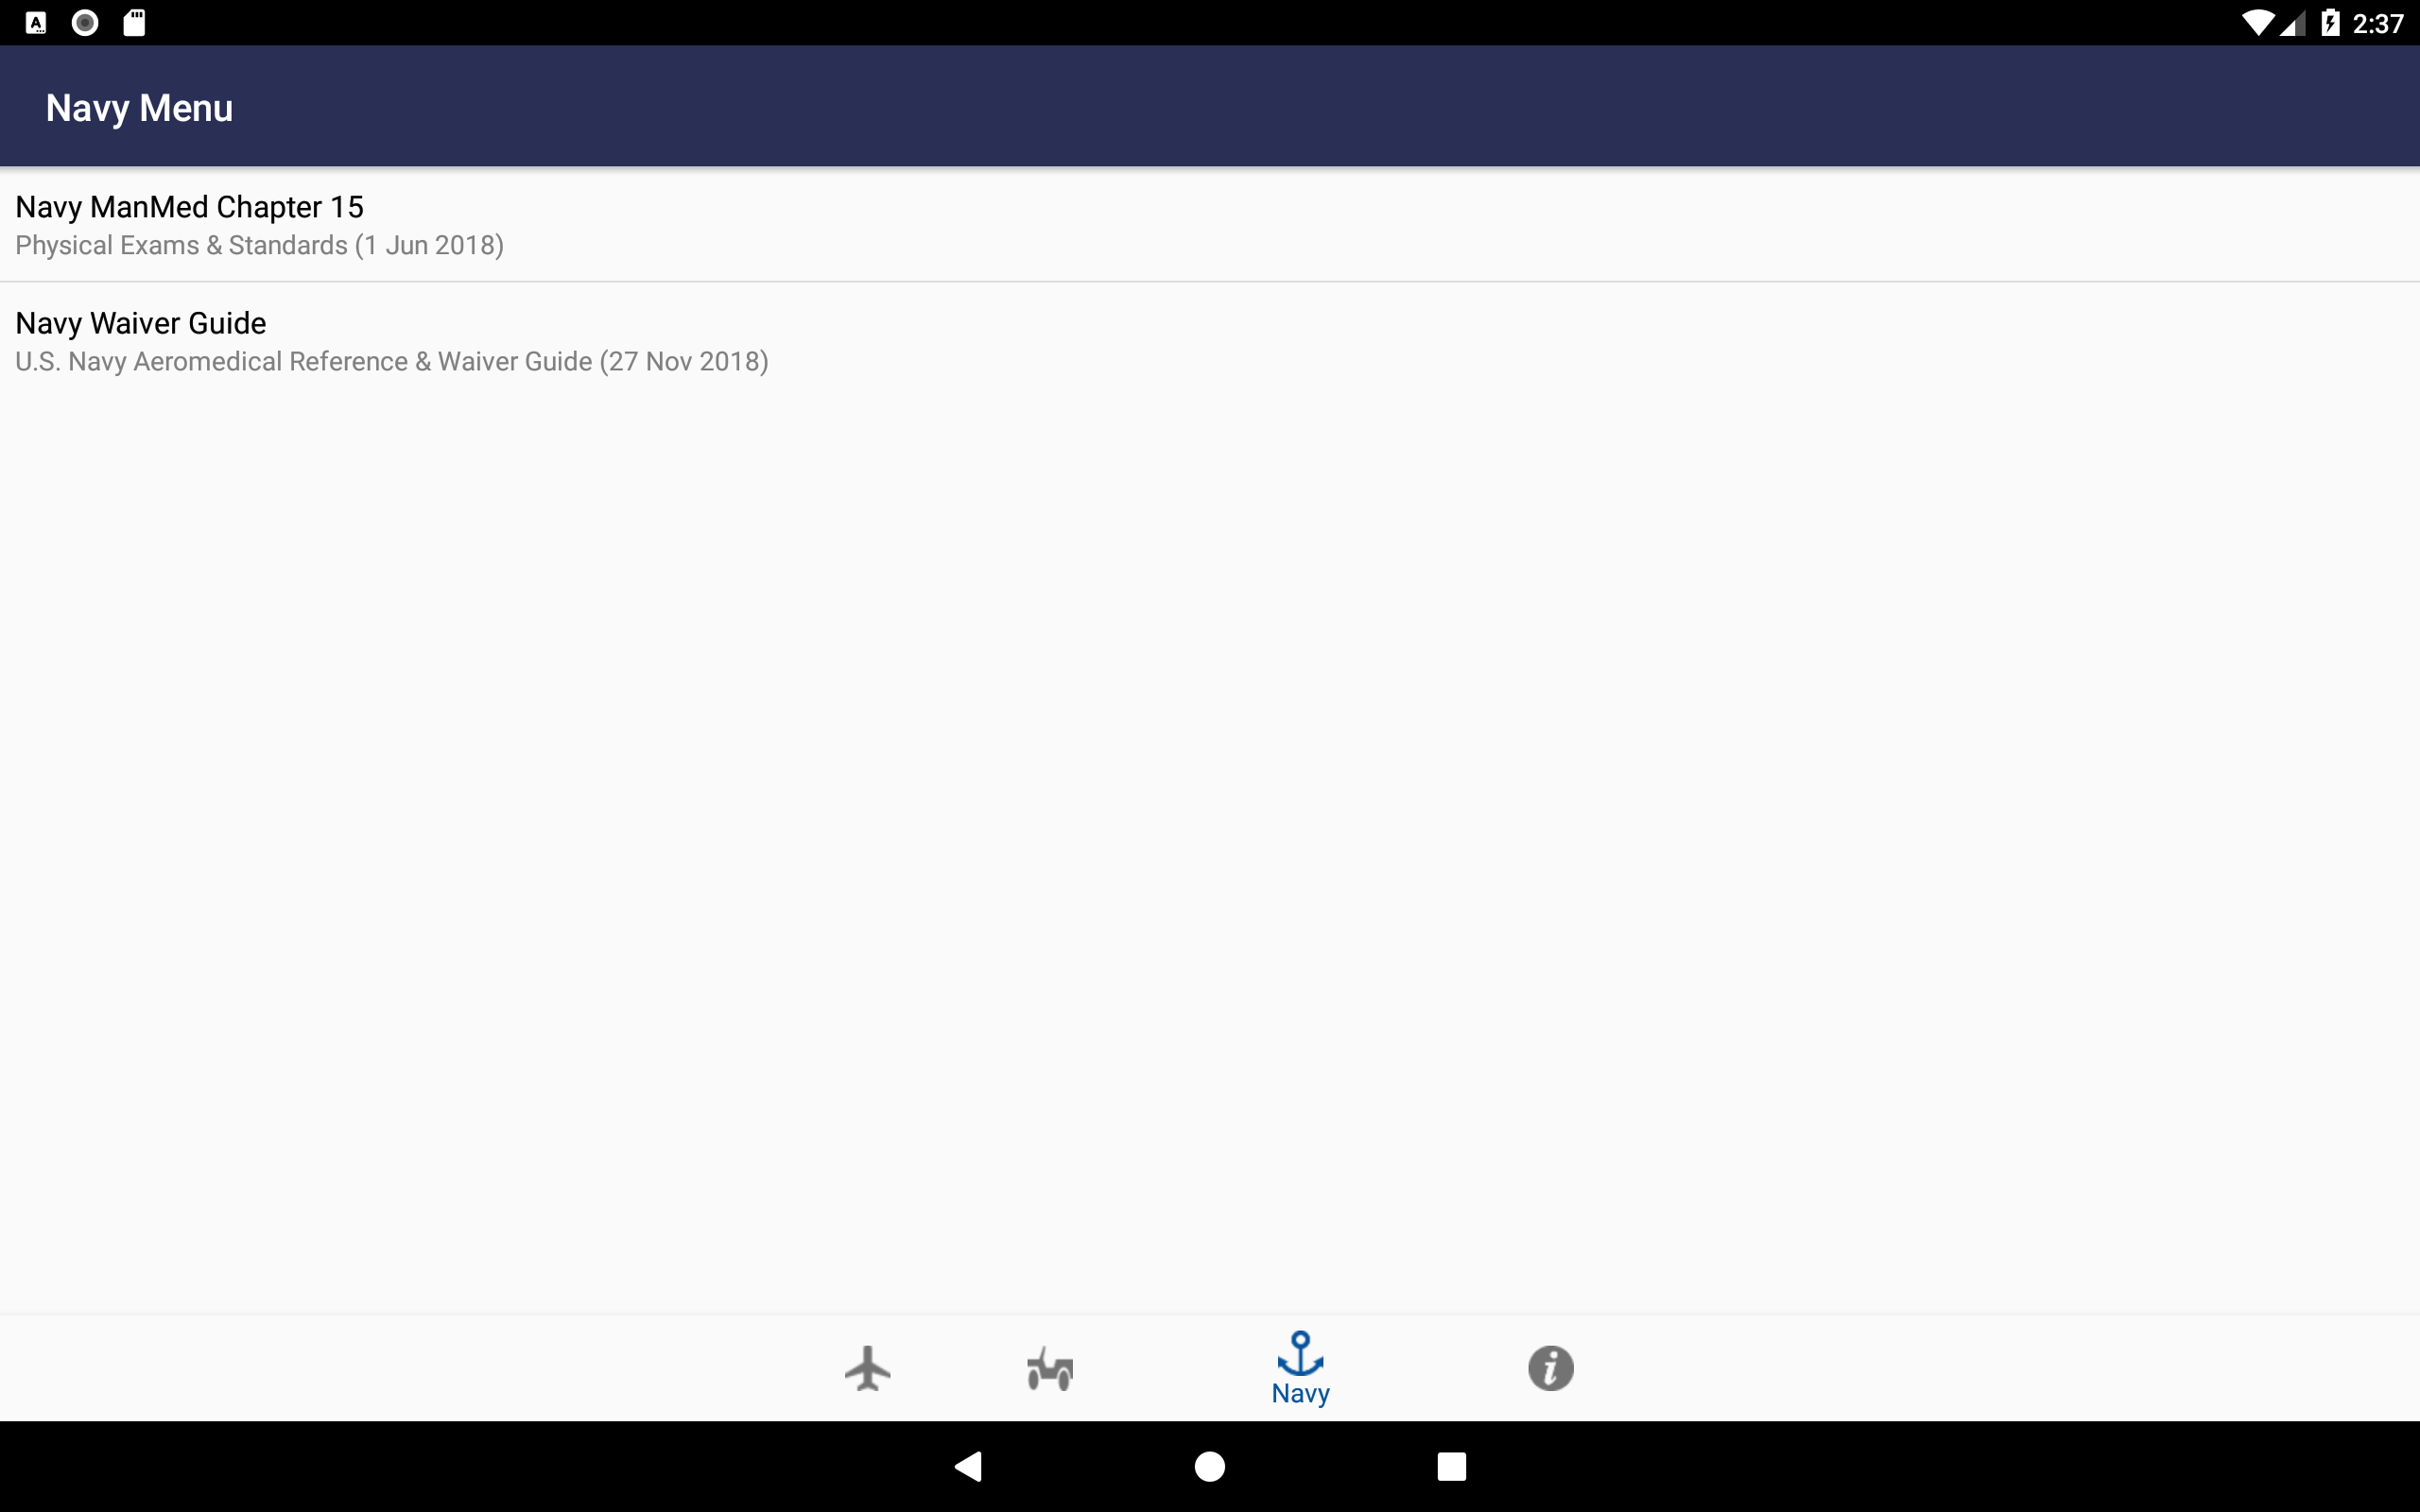 2:37
Navy Menu
Navy ManMed Chapter 15
Physical Exams & Standards (1 Jun 2018)
Navy Waiver Guide
U.S. Navy Aeromedical Reference & Waiver Guide (27 Nov 2018)
Navy